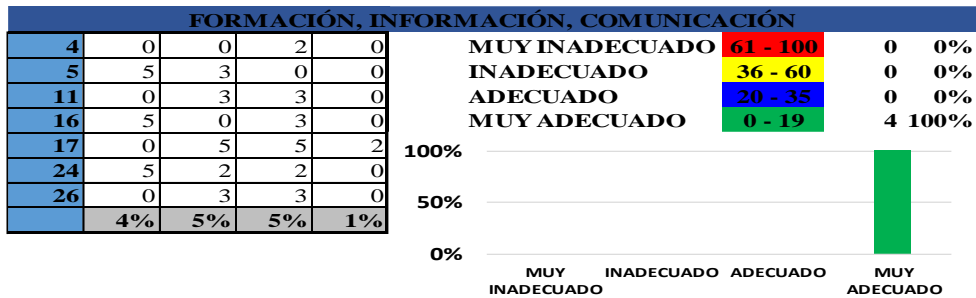 FORMACIÓN, INFORMACIÓN, COMUNICACIÓN
4 0 0 2 0
5 5 3 0 0
11 0 3 3 0
16 5 0 3 0
17 0 5 5 2
24 5 2 2 0
26 0 3 3 0
4% 5% 5% 1%
MUY INADECUADO 61 - 100 0 0%
INADECUADO 36 - 60 0 0%
ADECUADO 20 - 35 0 0%
MUY ADECUADO 0 - 19 4 100%
100%
50%
0%
MUY INADECUADO ADECUADO MUY
INADECUADO ADECUADO